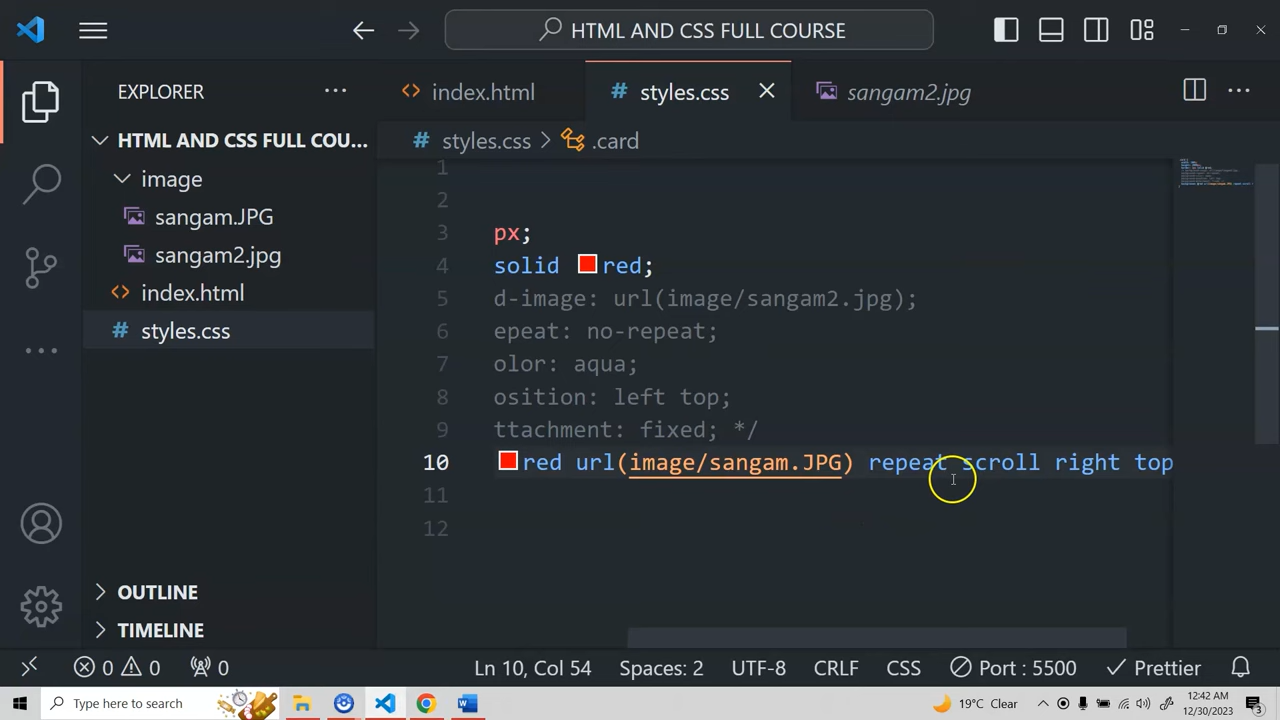 HTML AND CSS FULL COURSE
EXPLORER
index.html
styles.css
sangam2.jpg
HTML AND CSS FULL COU...
styles.css
.card
image
sangam.JPG
sangam2.jpg
index.html
styles.css
1
2
3 px;
4 solid red;
5 d-image: url(image/sangam2.jpg);
6 epeat: no-repeat;
7 olor: aqua;
8 osition: left top;
9 ttachment: fixed; */
10 red url(image/sangam.JPG) repeat scroll right top
11
12
OUTLINE
TIMELINE
0 0 0 Ln 10, Col 54 Spaces: 2 UTF-8 CRLF CSS Port : 5500 Prettier
Type here to search
19°C Clear
12:42 AM
12/30/2023
3